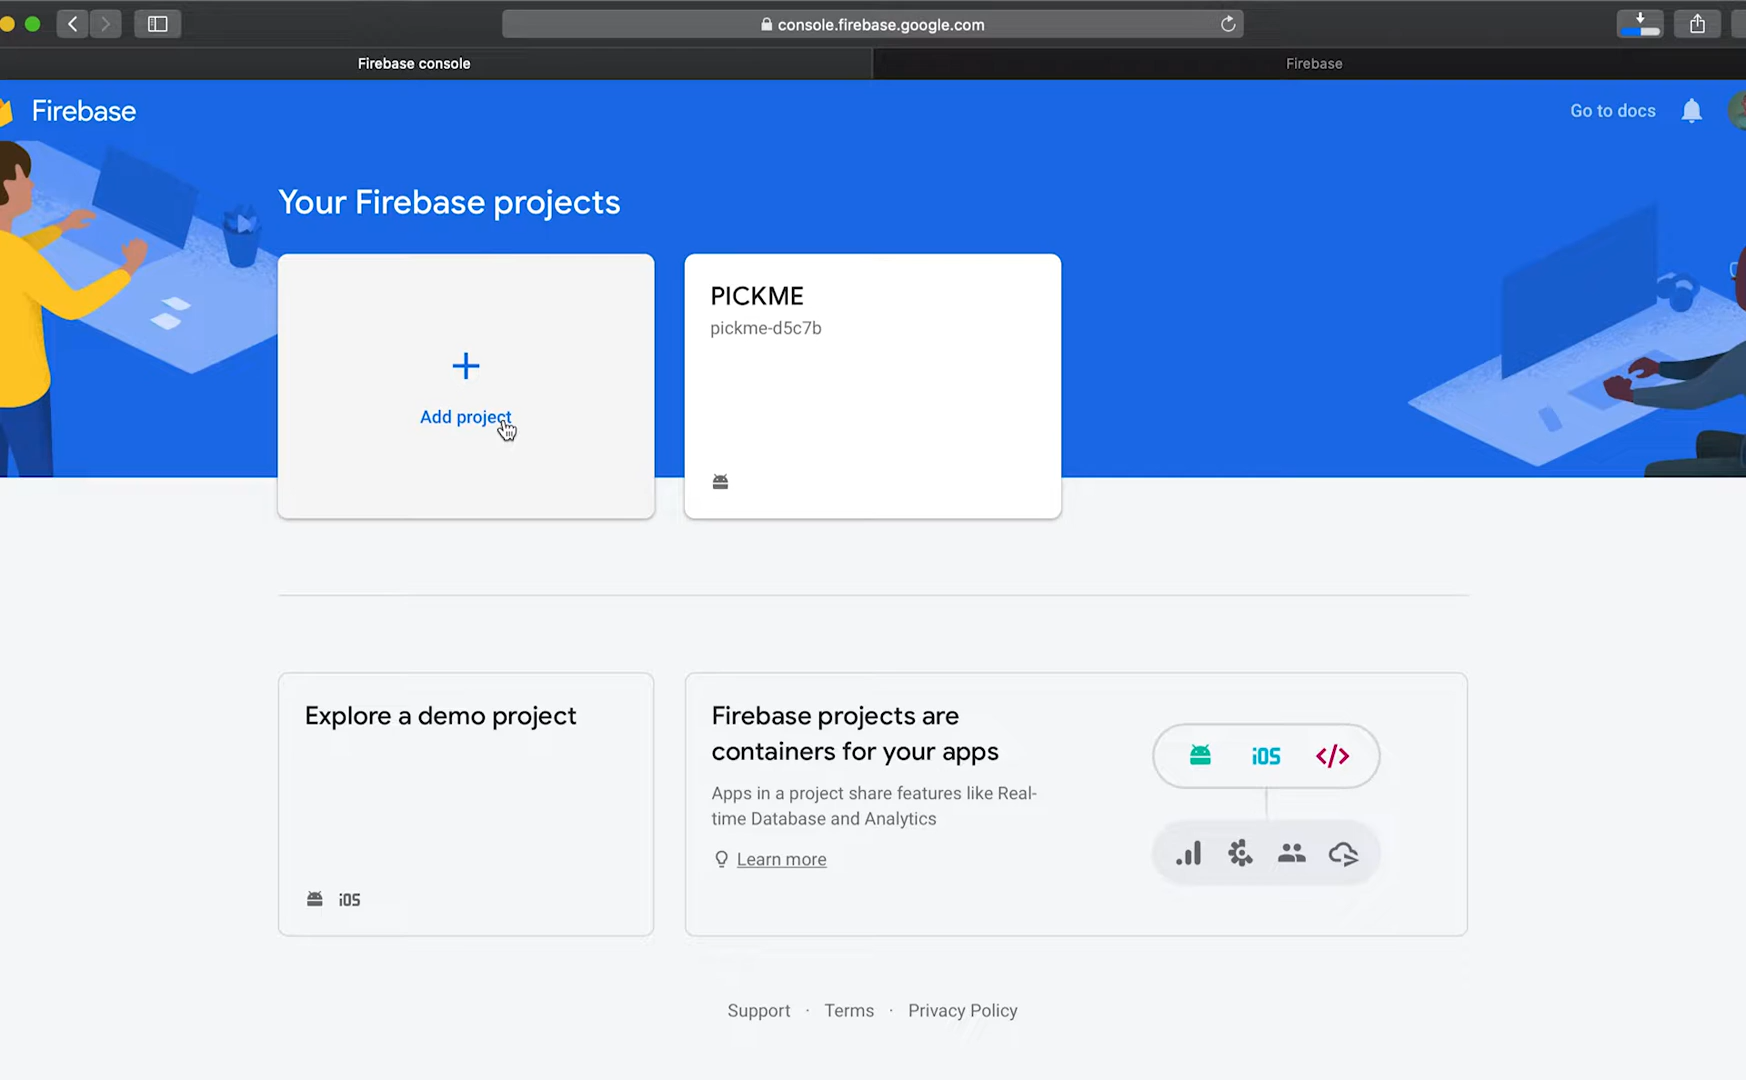 console.firebase.google.com
Firebase console
Firebase
Firebase
Go to docs
Your Firebase projects
Add project
PICKME
pickme-d5c7b
Explore a demo project
iOS
Firebase projects are
containers for your apps
Apps in a project share features like Real-
time Database and Analytics
Learn more
iOS
Support · Terms · Privacy Policy